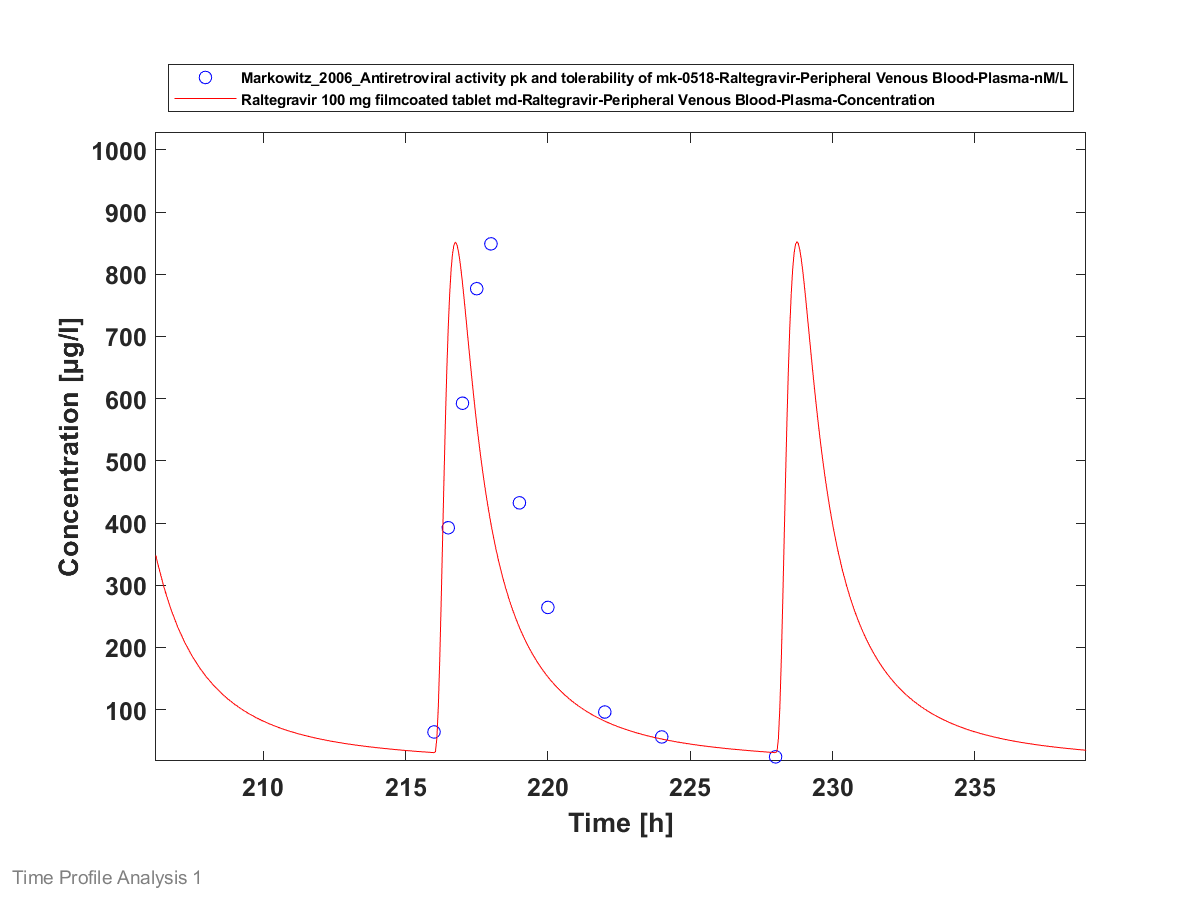 Markowitz_2006_Antiretroviral activity pk and tolerability of mk-0518-Raltegravir-Peripheral Venous Blood-Plasma-nM/L
Raltegravir 100 mg filmcoated tablet md-Raltegravir-Peripheral Venous Blood-Plasma-Concentration
1000
900
800
700
600
500
400
300
200
100
Concentration [µg/l]
210 215 220 225 230 235
Time [h]
Time Profile Analysis 1